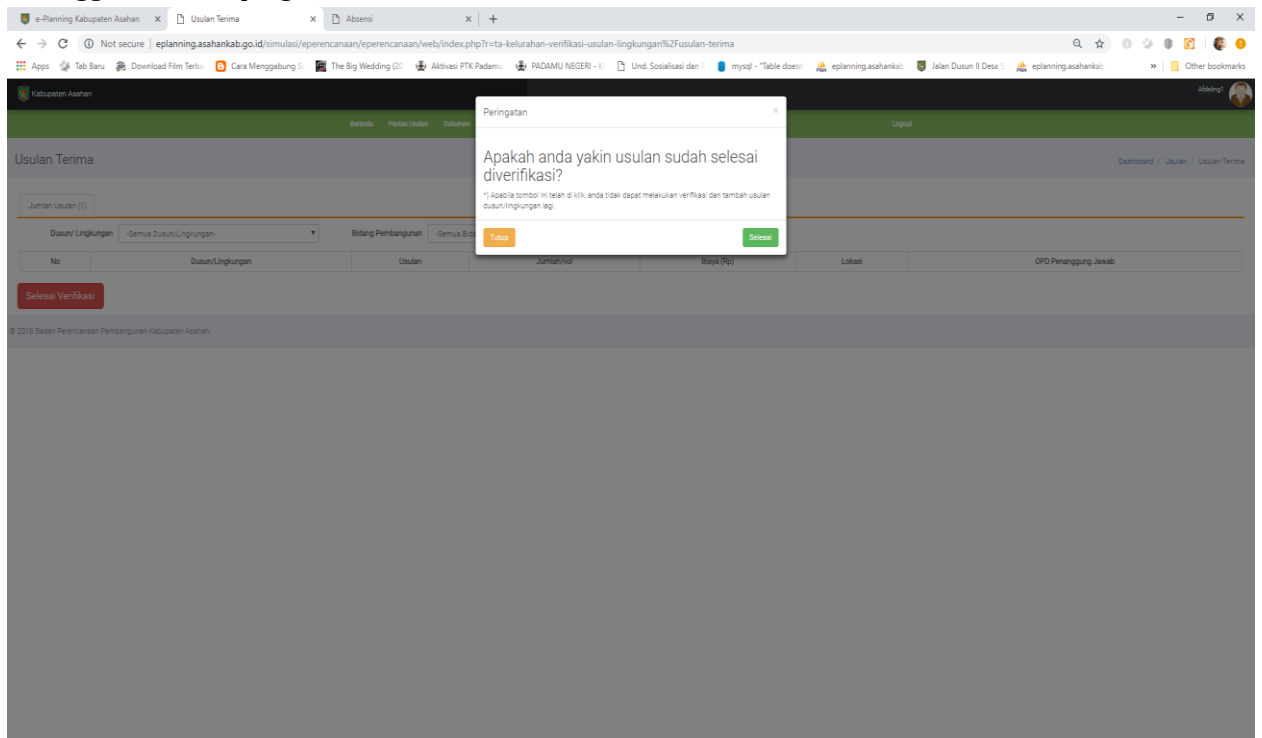 e-Planning Kabupaten Asahan
Usulan Terima
Absensi
Not secure | eplanning.asahankab.go.id/simulasi/eperencanaan/eperencanaan/web/index.php?r=ta-kelurahan-verifikasi-usulan-lingkungan%2Fusulan-terima
Apps Tab Baru Download Film Terba Cara Menggabung S The Big Wedding (20 Aktivasi PTK Padamu PADAMU NEGERI - Und. Sosialisasi dan mysql - "Table doesn eplanning.asahankab Jalan Dusun II Desa S eplanning.asahankab » Other bookmarks
Kabupaten Asahan
Afdeling1
Beranda Pantau Usulan Dokumen
Logout
Peringatan
×
Apakah anda yakin usulan sudah selesai
diverifikasi?
*) Apabila tombol ini telah di klik, anda tidak dapat melakukan verifikasi dan tambah usulan
dusun/lingkungan lagi.
Tutup
Selesai
Usulan Terima
Dashboard / Usulan / Usulan Terima
Jumlah Usulan (1)
Dusun/ Lingkungan -Semua Dusun/Lingkungan- Bidang Pembangunan -Semua Bida
No Dusun/Lingkungan Usulan Jumlah/vol Biaya (Rp) Lokasi OPD Penanggung Jawab
Selesai Verifikasi
© 2018 Badan Perencanaan Pembangunan Kabupaten Asahan.